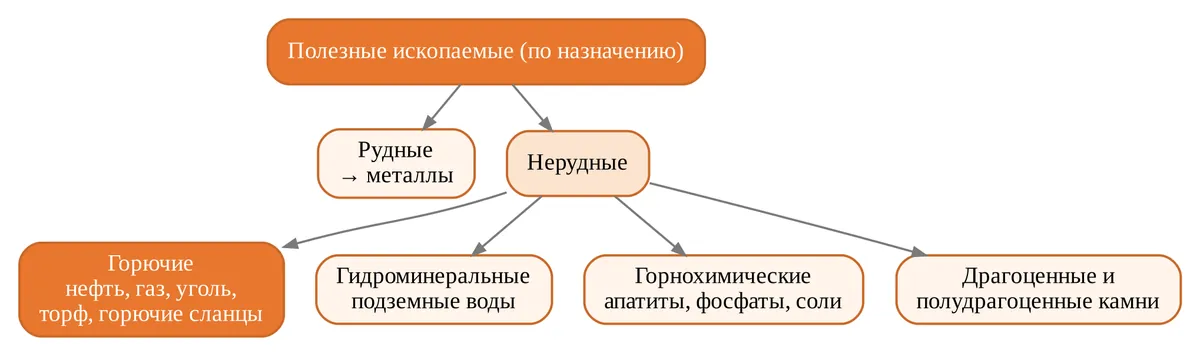 Полезные ископаемые (по назначению)
Рудные
→ металлы
Нерудные
Горючие
нефть, газ, уголь,
торф, горючие сланцы
Гидроминеральные
подземные воды
Горнохимические
апатиты, фосфаты, соли
Драгоценные и
полудрагоценные камни